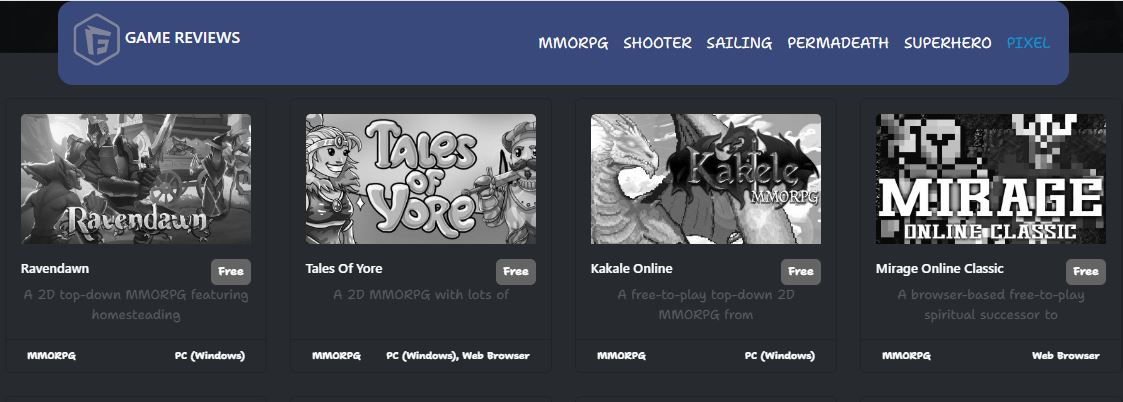 GAME REVIEWS
MMORPG SHOOTER SAILING PERMADEATH SUPERHERO PIXEL
Ravendawn
TALES OF YORE
Kakele
MMORPG
MIRAGE
ONLINE CLASSIC
Ravendawn Free
A 2D top-down MMORPG featuring
homesteading
MMORPG PC (Windows)
Tales Of Yore Free
A 2D MMORPG with lots of
MMORPG PC (Windows), Web Browser
Kakale Online Free
A free-to-play top-down 2D
MMORPG from
MMORPG PC (Windows)
Mirage Online Classic Free
A browser-based free-to-play
spiritual successor to
MMORPG Web Browser